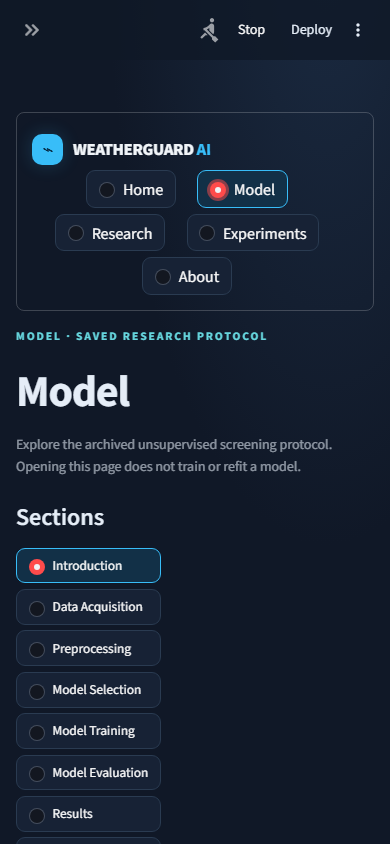 Stop
Deploy
WEATHERGUARD AI
Home
Model
Research
Experiments
About
MODEL · SAVED RESEARCH PROTOCOL
Model
Explore the archived unsupervised screening protocol.
Opening this page does not train or refit a model.
Sections
Introduction
Data Acquisition
Preprocessing
Model Selection
Model Training
Model Evaluation
Results